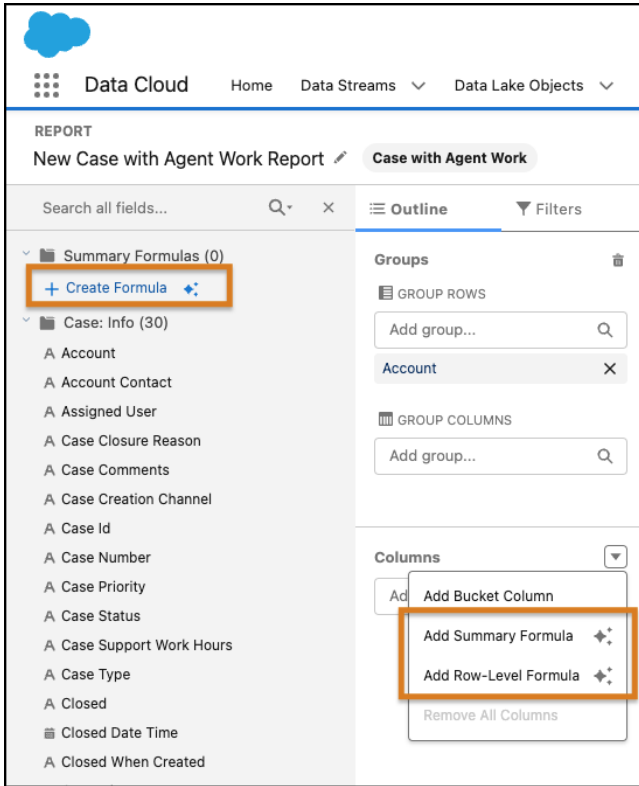 Data Cloud Home Data Streams Data Lake Objects
REPORT
New Case with Agent Work Report Case with Agent Work
Search all fields...
Summary Formulas (0)
Create Formula
Case: Info (30)
A Account
A Account Contact
A Assigned User
A Case Closure Reason
A Case Comments
A Case Creation Channel
A Case Id
A Case Number
A Case Priority
A Case Status
A Case Support Work Hours
A Case Type
A Closed
Closed Date Time
A Closed When Created
Outline Filters
Groups
GROUP ROWS
Add group...
Account
GROUP COLUMNS
Add group...
Columns
Ad
Add Bucket Column
Add Summary Formula
Add Row-Level Formula
Remove All Columns